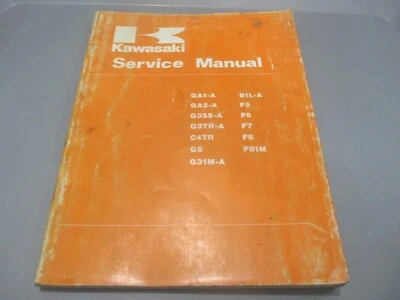 Kawasaki
Service Manual
GA1-A B1L-A
GA2-A F5
G3SS-A F6
G3TR-A F7
C4TR F8
G5 F81M
G31M-A